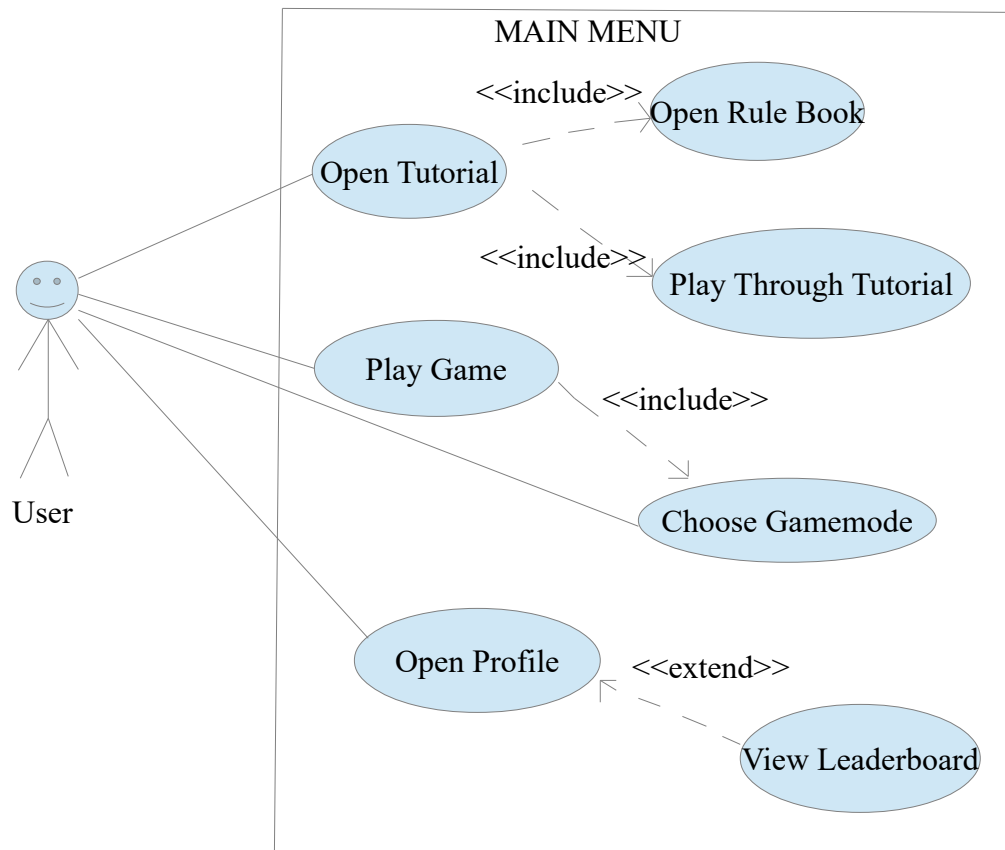 MAIN MENU
<<include>>
Open Rule Book
Open Tutorial
<<include>>
Play Through Tutorial
Play Game
<<include>>
User
Choose Gamemode
Open Profile
<<extend>>
View Leaderboard